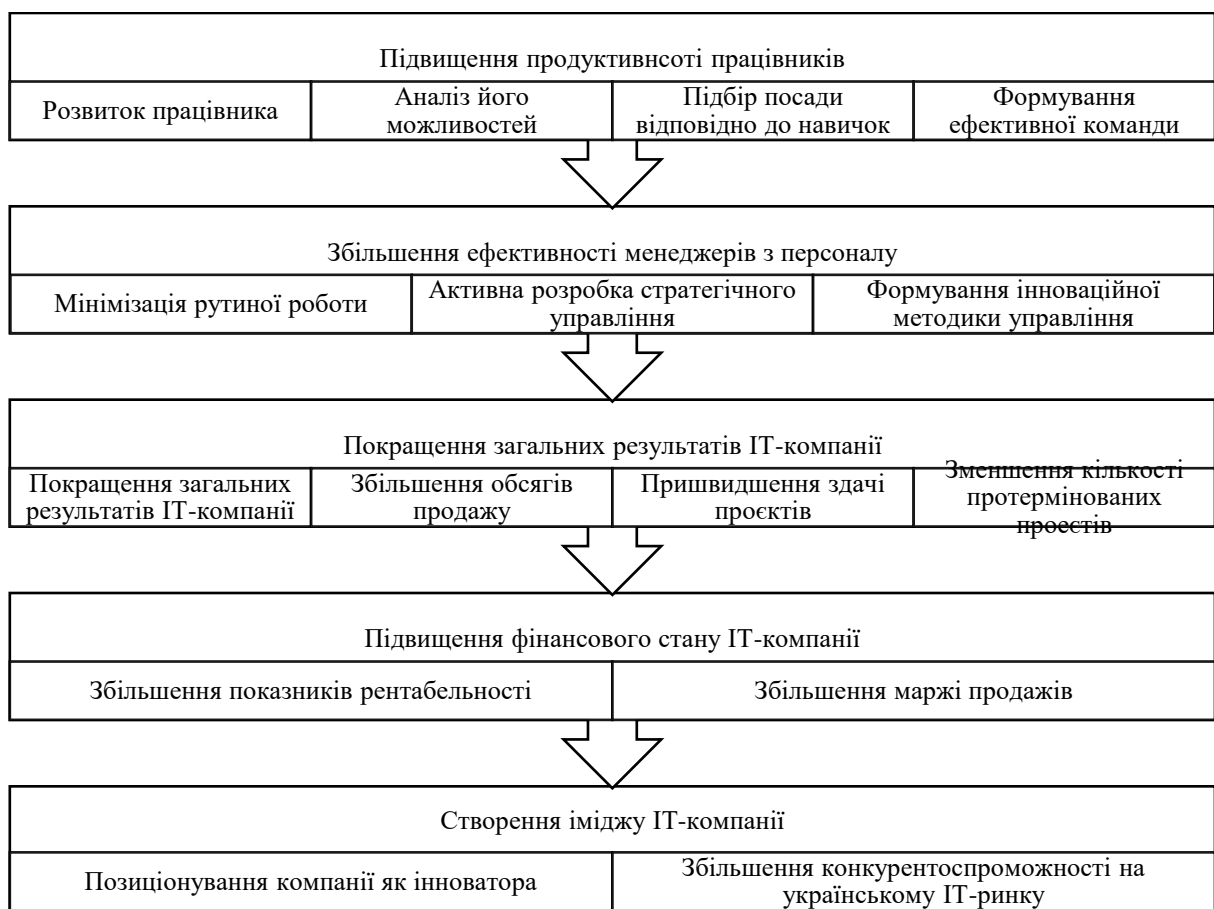 Підвищення продуктивнсоті працівників
Розвиток працівника
Аналіз його
можливостей
Підбір посади
відповідно до навичок
Формування
ефективної команди
Збільшення ефективності менеджерів з персоналу
Мінімізація рутиної роботи
Активна розробка стратегічного
управління
Формування інноваційної
методики управління
Покращення загальних результатів ІТ-компанії
Покращення загальних
результатів ІТ-компанії
Збільшення обсягів
продажу
Пришвидшення здачі
проєктів
Зменшення кількості
протермінованих
проестів
Підвищення фінансового стану ІТ-компанії
Збільшення показників рентабельності
Збільшення маржі продажів
Створення іміджу ІТ-компанії
Позиціонування компанії як інноватора
Збільшення конкурентоспроможності на
українському ІТ-ринку